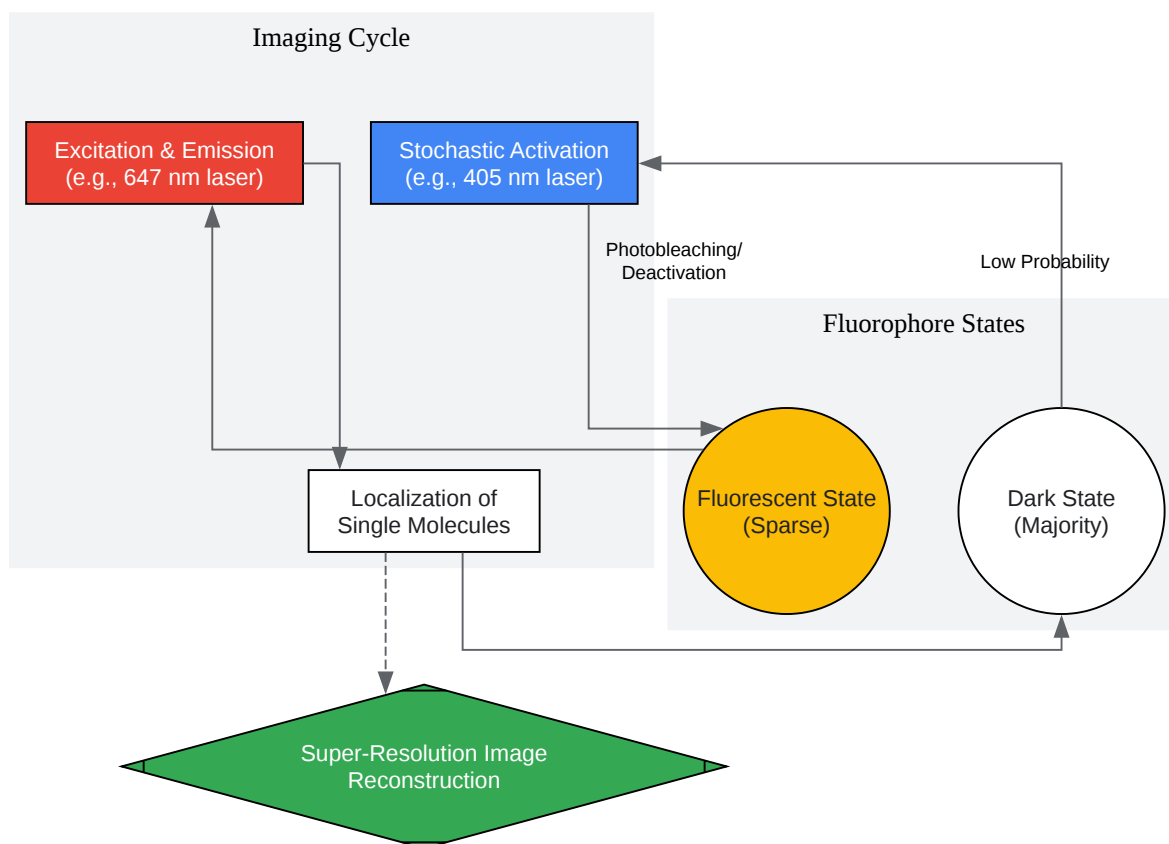 Imaging Cycle
Excitation & Emission
(e.g., 647 nm laser)
Stochastic Activation
(e.g., 405 nm laser)
Photobleaching/
Deactivation
Low Probability
Fluorophore States
Localization of
Single Molecules
Fluorescent State
(Sparse)
Dark State
(Majority)
Super-Resolution Image
Reconstruction